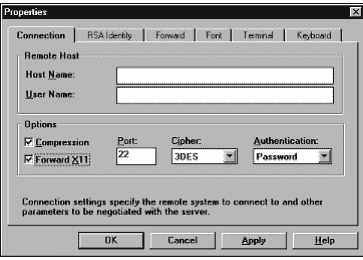 Properties
Connection RSA Identity Forward Font Terminal Keyboard
Remote Host
Host Name:
User Name:
Options
Compression
Forward X11
Port:
22
Cipher:
3DES
Authentication:
Password
Connection settings specify the remote system to connect to and other
parameters to be negotiated with the server.
OK Cancel Apply Help